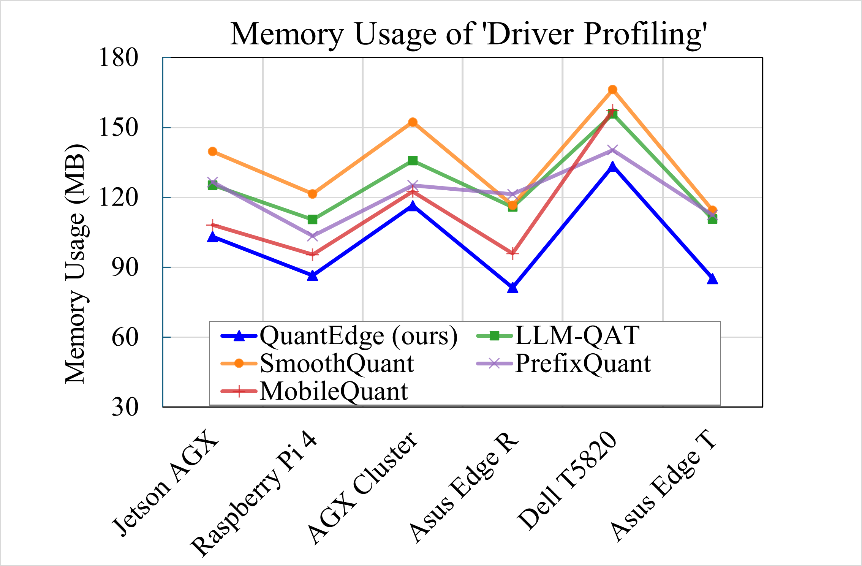 Memory Usage of 'Driver Profiling'
Memory Usage (MB)
180
150
120
90
60
30
QuantEdge (ours)
LLM-QAT
SmoothQuant
PrefixQuant
MobileQuant
Jetson AGX
Raspberry Pi 4
AGX Cluster
Asus Edge R
Dell T5820
Asus Edge T